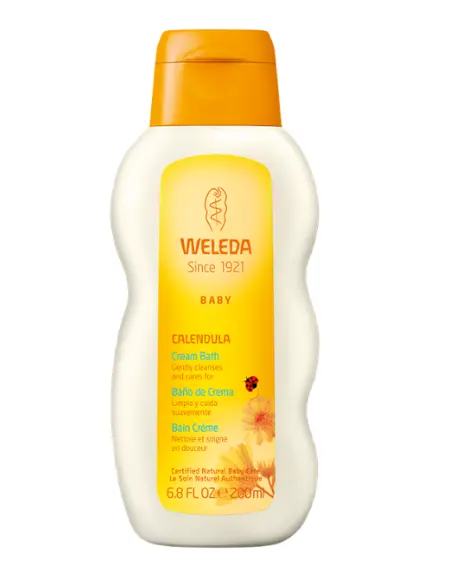 WELEDA
Since 1921
BABY
CALENDULA
Cream Bath
Gently cleanses
and cares for
Baño de Crema
Limpia y cuida
suavemente
Bain Crème
Nettoie et soigne
en douceur
Certified Natural Baby Care
Le Soin Naturel Authentique
6.8 FL OZ ℮ 200ml